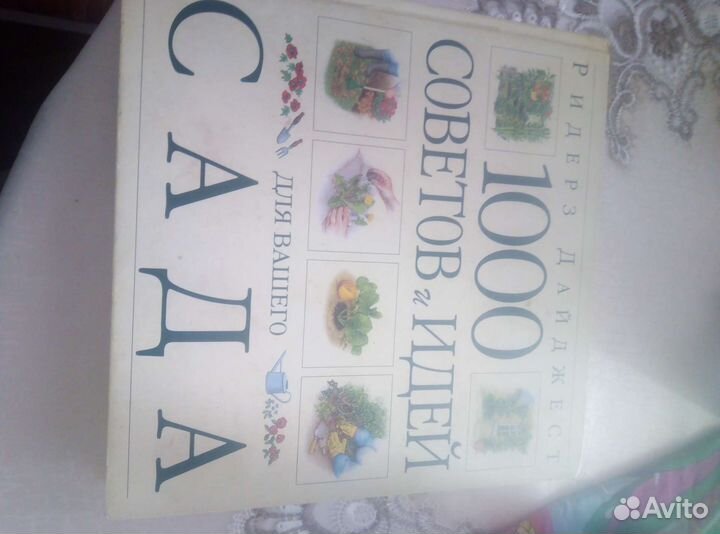 РИДЕРЗ ДАЙДЖЕСТ
1000
СОВЕТОВ и ИДЕЙ
ДЛЯ ВАШЕГО
САДА
Avito